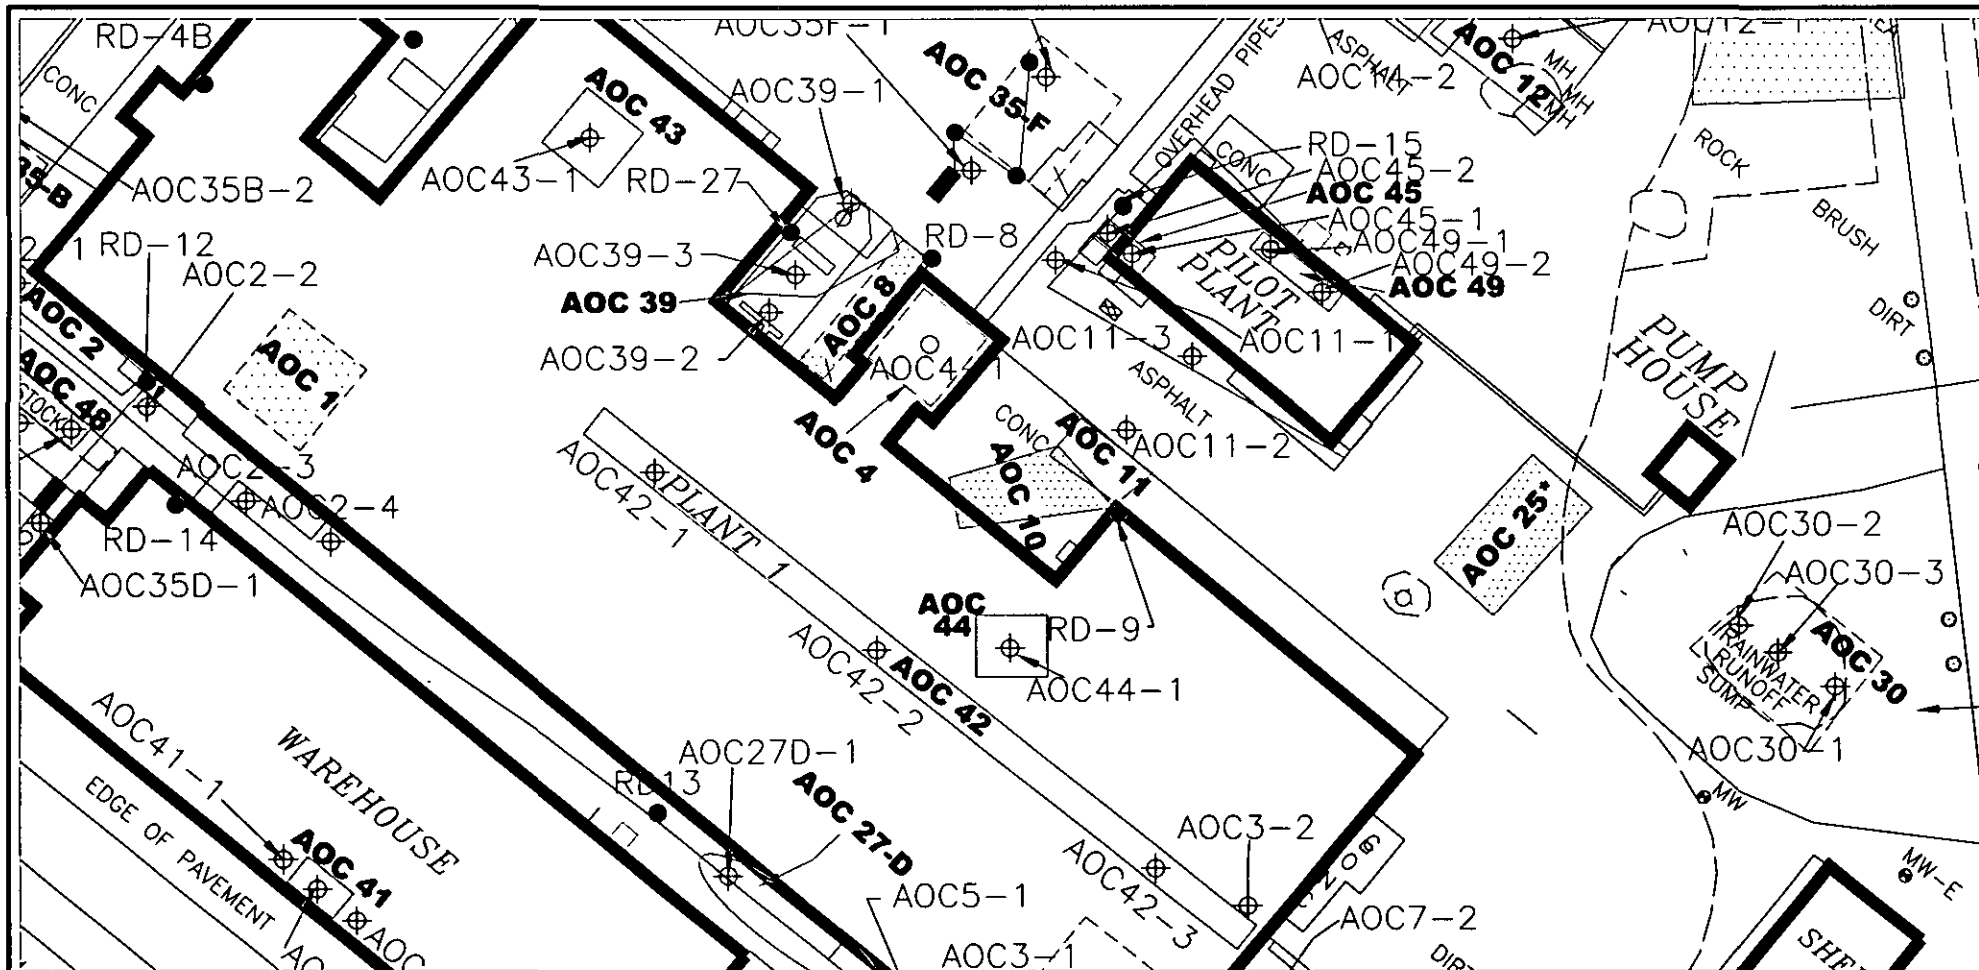 RD-4B
CONC
AOC35F-1
AOC 35-F
AOC39-1
AOC 43
AOC43-1
RD-27
OVERHEAD PIPES
ASPHALT
AOC 12
MH
MH
MH
ROCK
BRUSH
DIRT
CONC
RD-15
AOC45-2
AOC 45
AOC45-1
AOC49-1
AOC49-2
AOC 49
PILOT
PLANT
AOC35B-2
RD-12
AOC2-2
AOC 2
AOC 48
STOCK
AOC 1
AOC39-3
AOC 39
AOC39-2
AOC 8
RD-8
AOC4-1
AOC 4
AOC11-3
AOC11-1
ASPHALT
AOC11-2
CONC
AOC 11
AOC 10
PUMP
HOUSE
AOC 25*
AOC2-3
AOC2-4
RD-14
AOC35D-1
AOC42-1
PLANT 1
AOC
44
RD-9
AOC44-1
AOC42-2
AOC 42
AOC30-2
AOC30-3
AOC 30
RAINWATER
RUNOFF
SUMP
AOC30-1
MW
AOC41-1
WAREHOUSE
EDGE OF PAVEMENT
AOC 41
RD13
AOC27D-1
AOC 27-D
AOC5-1
AOC3-1
AOC42-3
AOC3-2
AOC7-2
MW-E